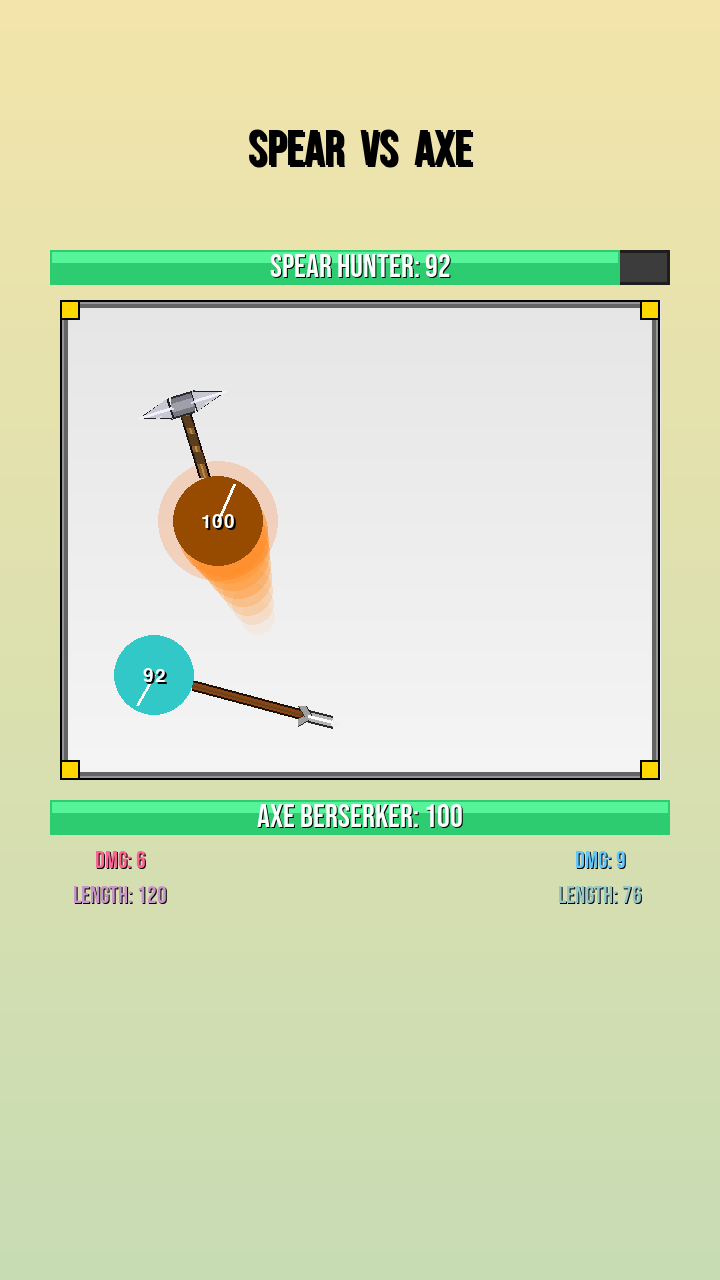 SPEAR VS AXE
SPEAR HUNTER: 92
100
92
AXE BERSERKER: 100
DMG: 6
DMG: 9
LENGTH: 120
LENGTH: 76